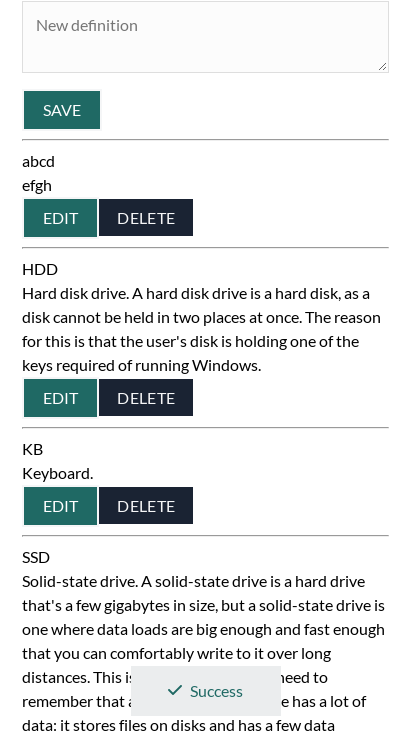 New definition
SAVE
abcd
efgh
EDIT DELETE
HDD
Hard disk drive. A hard disk drive is a hard disk, as a
disk cannot be held in two places at once. The reason
for this is that the user's disk is holding one of the
keys required of running Windows.
EDIT DELETE
KB
Keyboard.
EDIT DELETE
SSD
Solid-state drive. A solid-state drive is a hard drive
that's a few gigabytes in size, but a solid-state drive is
one where data loads are big enough and fast enough
that you can comfortably write to it over long
distances. This need to
remember that has a lot of
data: it stores files on disks and has a few data
Success